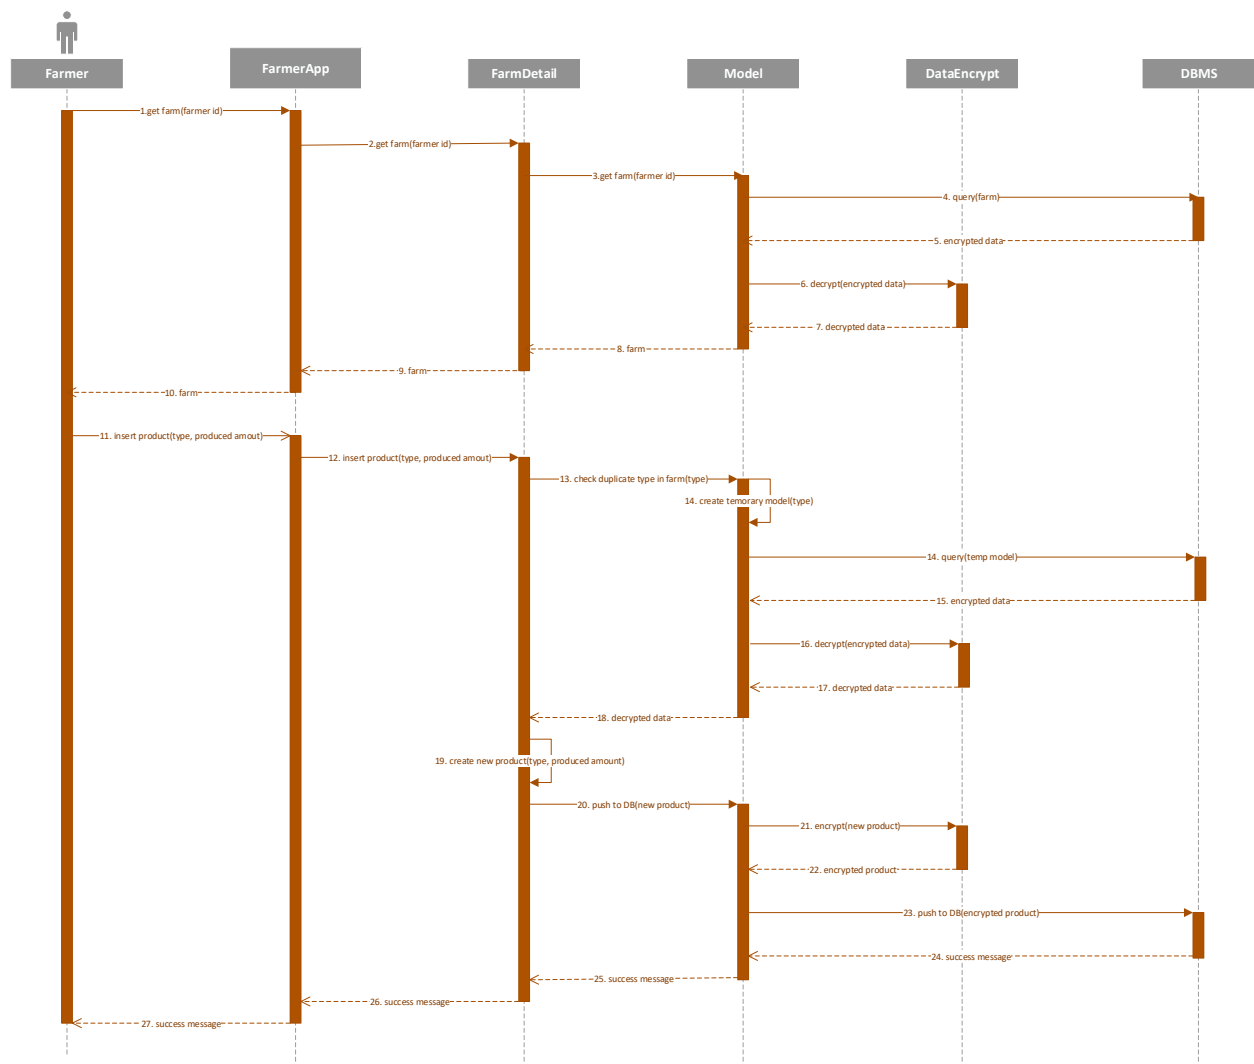 Farmer
FarmerApp
FarmDetail
Model
DataEncrypt
DBMS
1.get farm(farmer id)
2.get farm(farmer id)
3.get farm(farmer id)
4. query(farm)
5. encrypted data
6. decrypt(encrypted data)
7. decrypted data
8. farm
9. farm
10. farm
11. insert product(type, produced amout)
12. insert product(type, produced amout)
13. check duplicate type in farm(type)
14. create temorary model(type)
14. query(temp model)
15. encrypted data
16. decrypt(encrypted data)
17. decrypted data
18. decrypted data
19. create new product(type, produced amount)
20. push to DB(new product)
21. encrypt(new product)
22. encrypted product
23. push to DB(encrypted product)
24. success message
25. success message
26. success message
27. success message